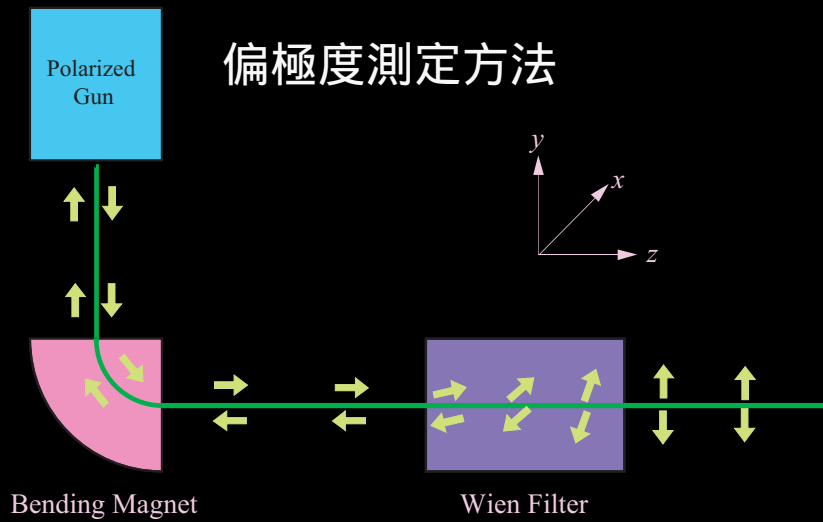 偏極度測定方法
Polarized
Gun
y
x
z
Bending Magnet
Wien Filter